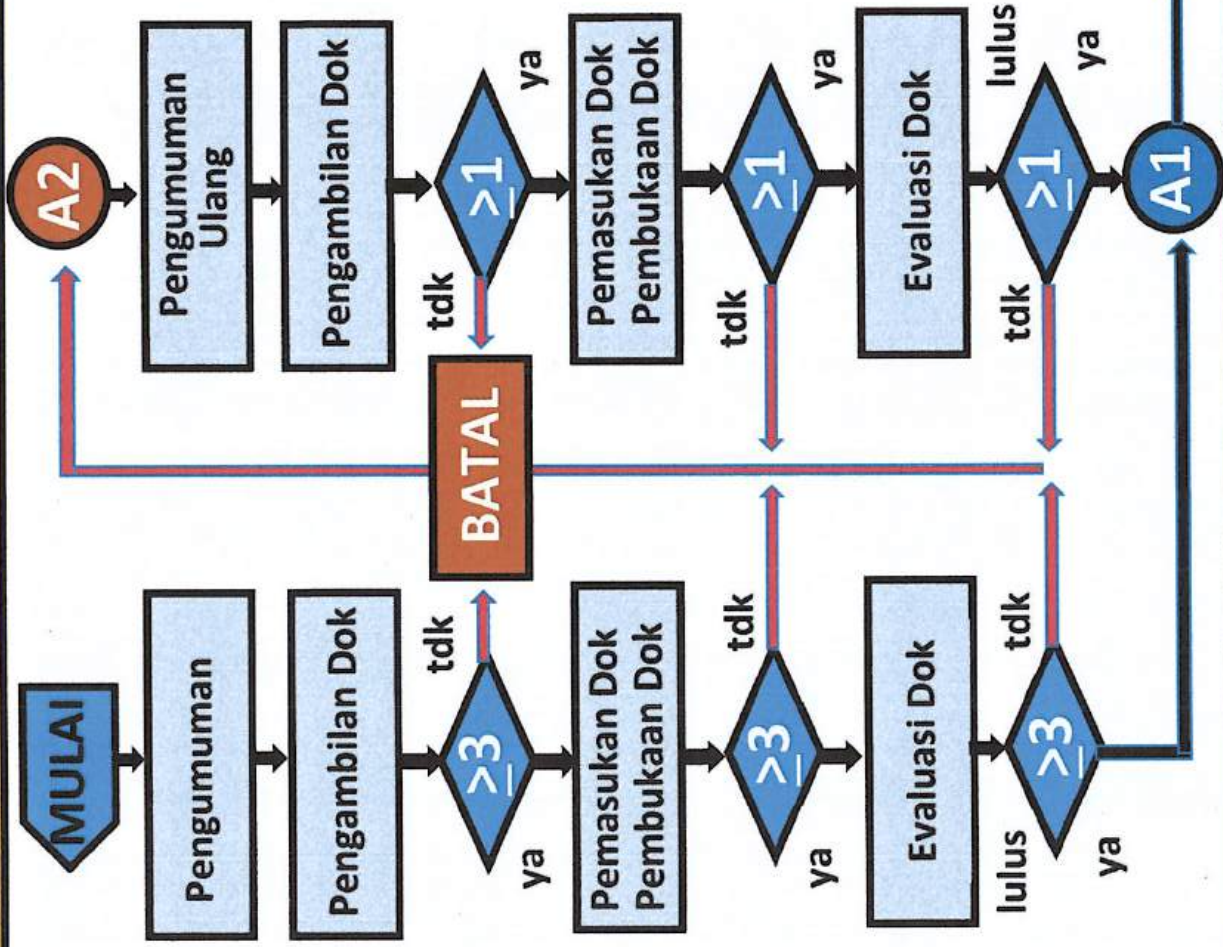 MULAI
Pengumuman
Pengambilan Dok
≥3
ya
tdk
Pemasukan Dok
Pembukaan Dok
≥3
ya
tdk
Evaluasi Dok
lulus
≥3
ya
tdk
BATAL
A2
Pengumuman
Ulang
Pengambilan Dok
tdk
≥1
ya
Pemasukan Dok
Pembukaan Dok
tdk
≥1
ya
Evaluasi Dok
tdk
≥1
lulus
ya
A1